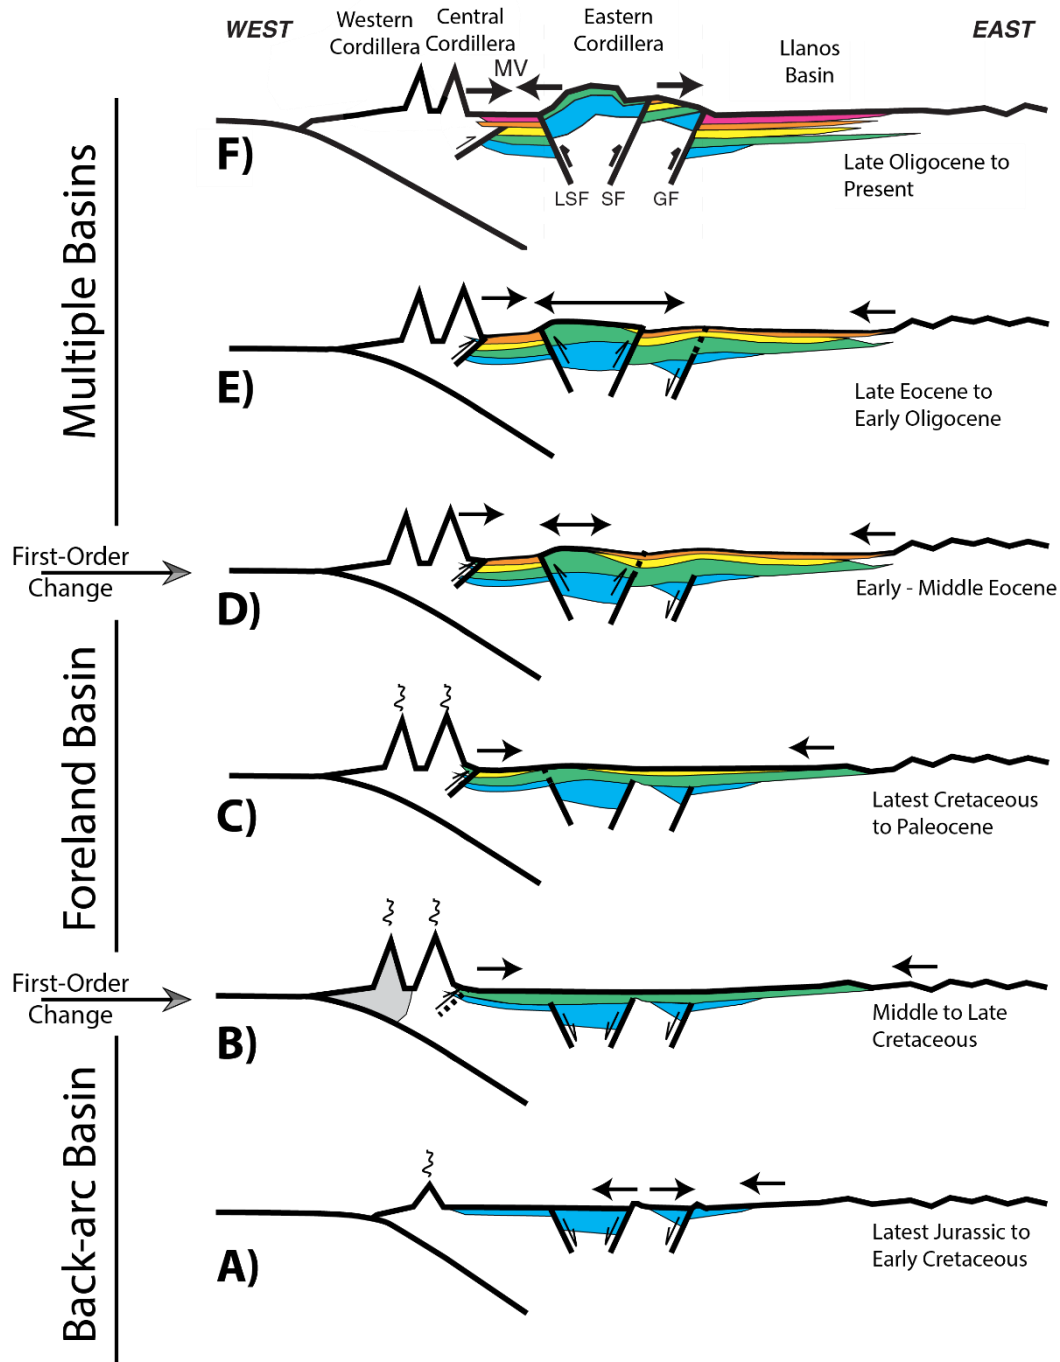 WEST
Western
Cordillera
Central
Cordillera
MV
Eastern
Cordillera
Llanos
Basin
EAST
F)
LSF
SF
GF
Late Oligocene to
Present
Multiple Basins
E)
Late Eocene to
Early Oligocene
First-Order
Change
D)
Early - Middle Eocene
Foreland Basin
C)
Latest Cretaceous
to Paleocene
First-Order
Change
B)
Middle to Late
Cretaceous
Back-arc Basin
A)
Latest Jurassic to
Early Cretaceous